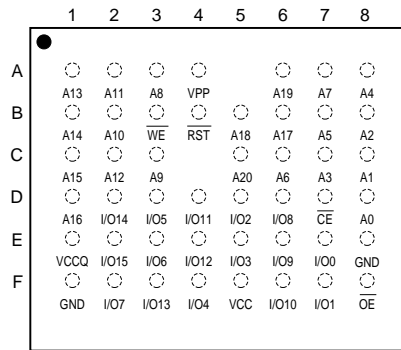 1 2 3 4 5 6 7 8
A
A13 A11 A8 VPP A19 A7 A4
B
A14 A10 WE RST A18 A17 A5 A2
C
A15 A12 A9 A20 A6 A3 A1
D
A16 I/O14 I/O5 I/O11 I/O2 I/O8 CE A0
E
VCCQ I/O15 I/O6 I/O12 I/O3 I/O9 I/O0 GND
F
GND I/O7 I/O13 I/O4 VCC I/O10 I/O1 OE